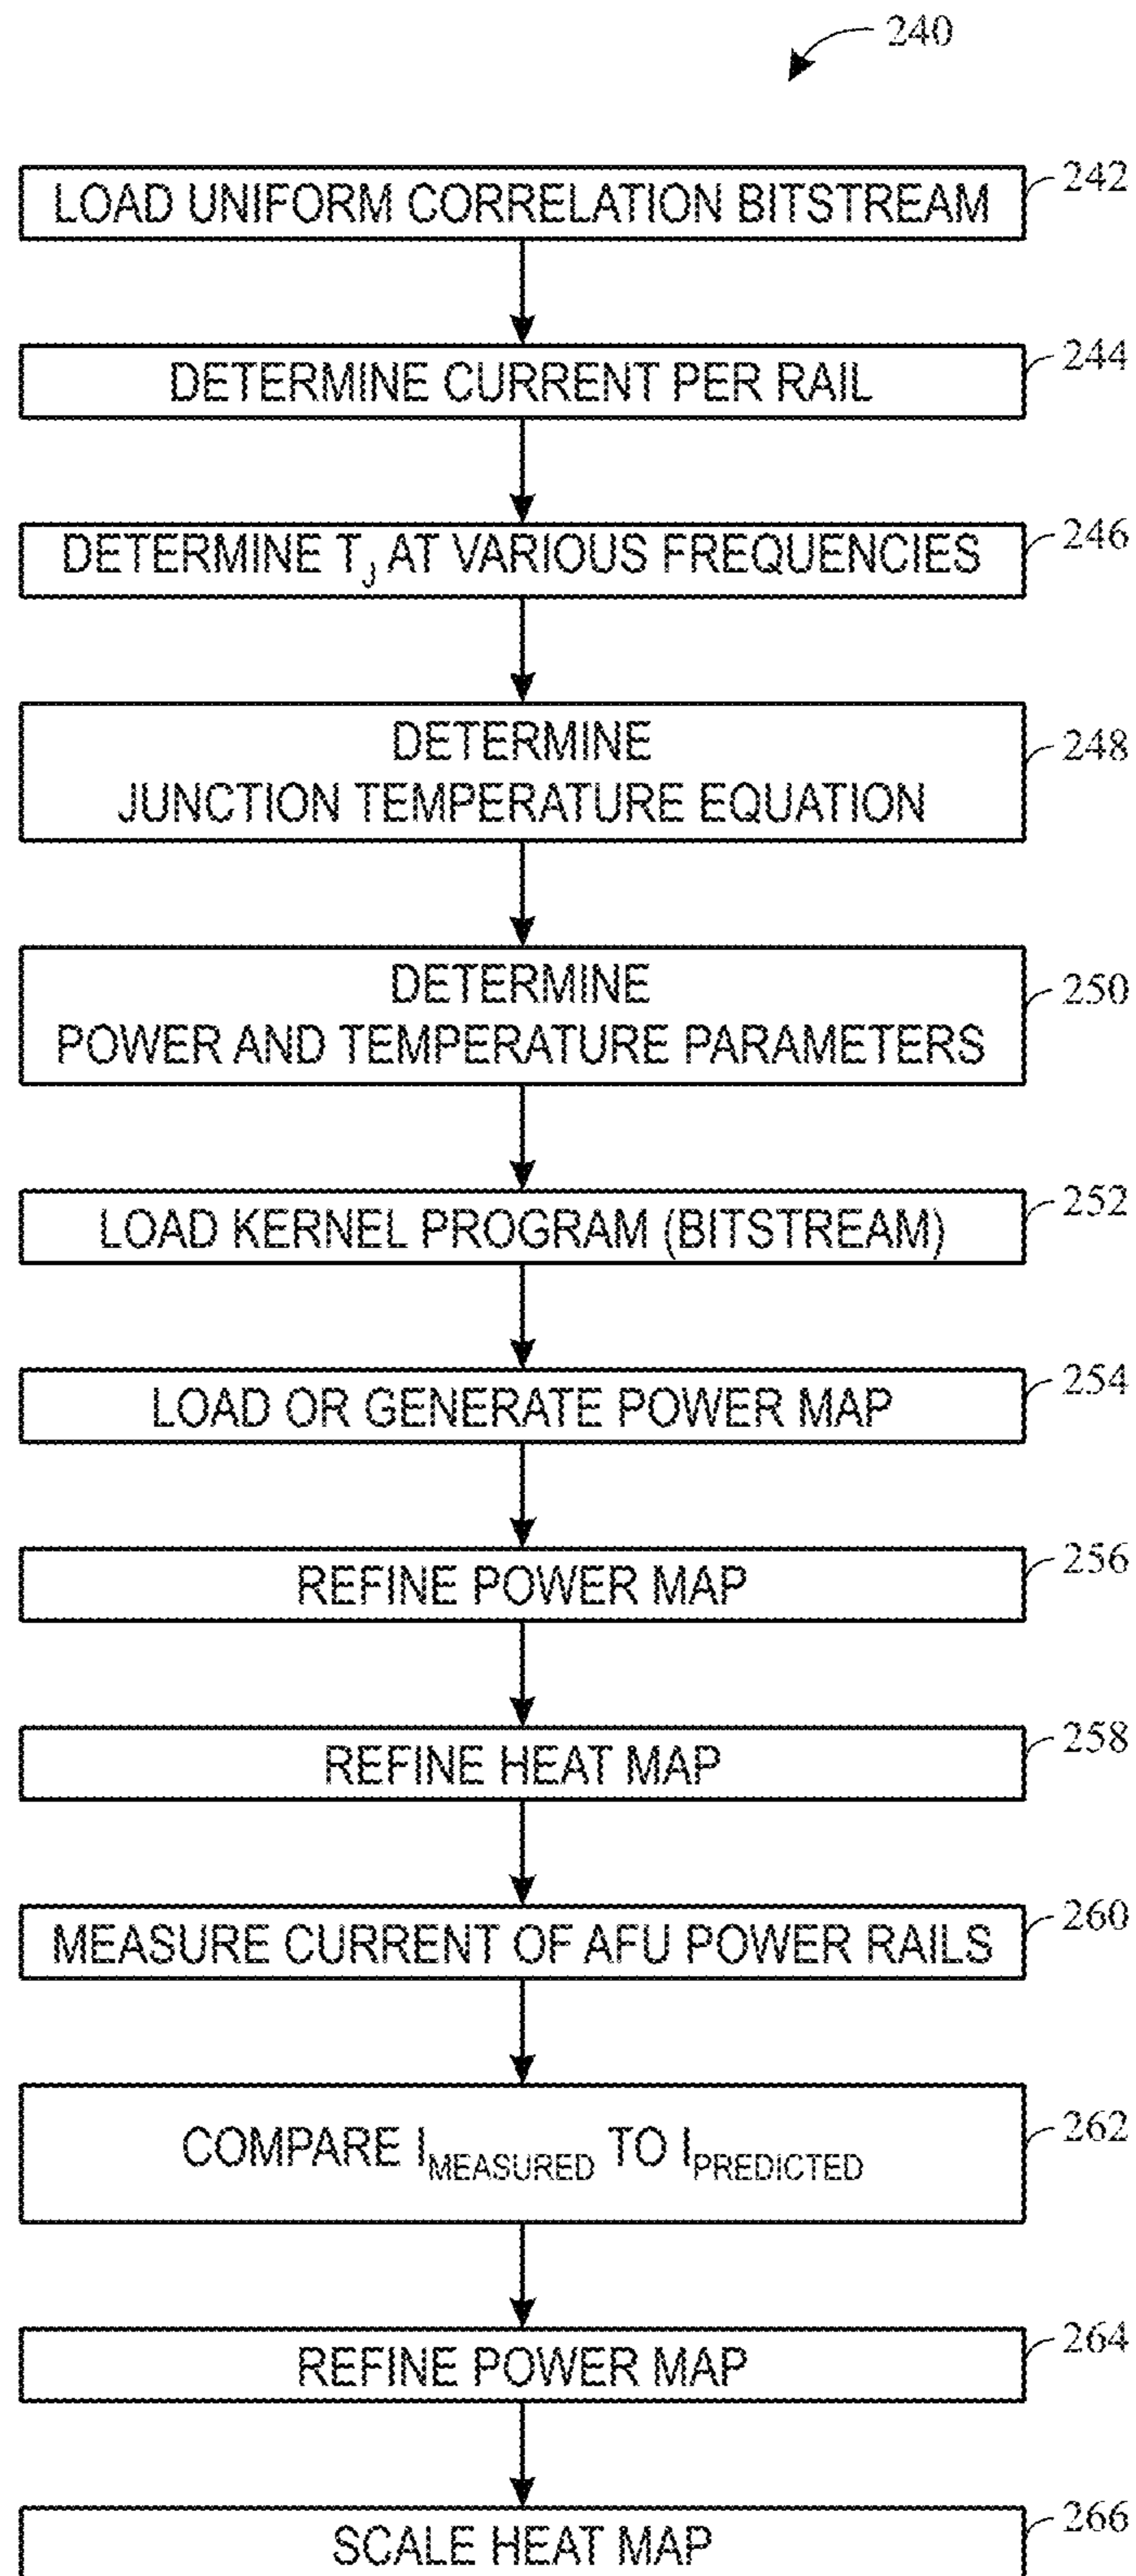 240
LOAD UNIFORM CORRELATION BITSTREAM
242
DETERMINE CURRENT PER RAIL
244
DETERMINE TJ AT VARIOUS FREQUENCIES
246
DETERMINE
JUNCTION TEMPERATURE EQUATION
248
DETERMINE
POWER AND TEMPERATURE PARAMETERS
250
LOAD KERNEL PROGRAM (BITSTREAM)
252
LOAD OR GENERATE POWER MAP
254
REFINE POWER MAP
256
REFINE HEAT MAP
258
MEASURE CURRENT OF AFU POWER RAILS
260
COMPARE IMEASURED TO IPREDICTED
262
REFINE POWER MAP
264
SCALE HEAT MAP
266